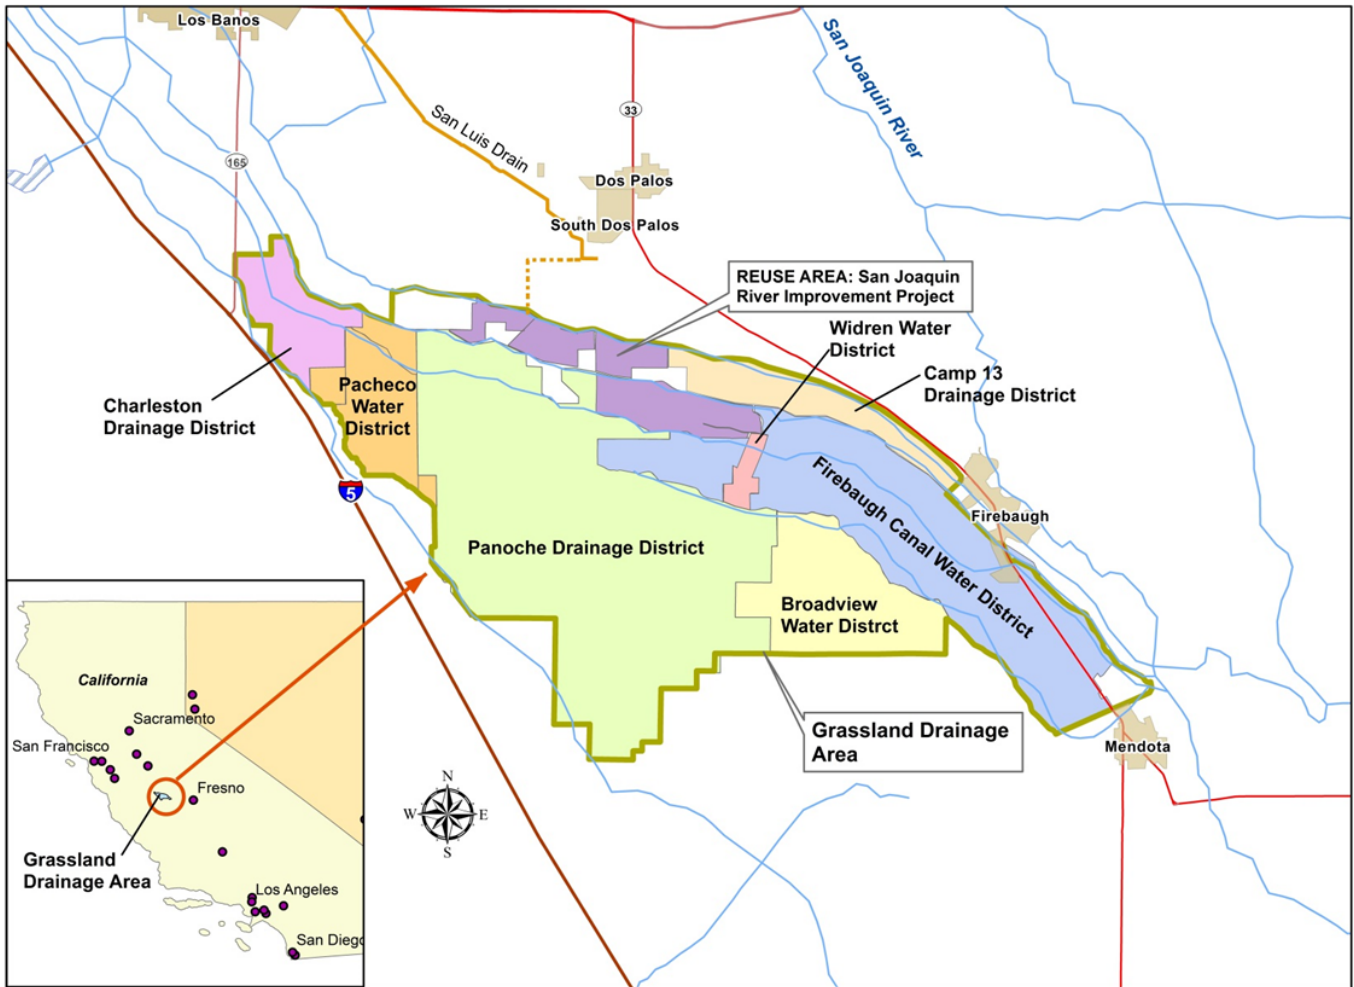 Los Banos
San Joaquin River
33
San Luis Drain
165
Dos Palos
South Dos Palos
REUSE AREA: San Joaquin
River Improvement Project
Widren Water
District
Camp 13
Drainage District
Pacheco
Water
District
Charleston
Drainage District
5
Firebaugh Canal Water District
Firebaugh
Panoche Drainage District
Broadview
Water Distrct
Grassland Drainage
Area
Mendota
California
Sacramento
San Francisco
Fresno
Grassland
Drainage Area
Los Angeles
San Diego
N
W
E
S